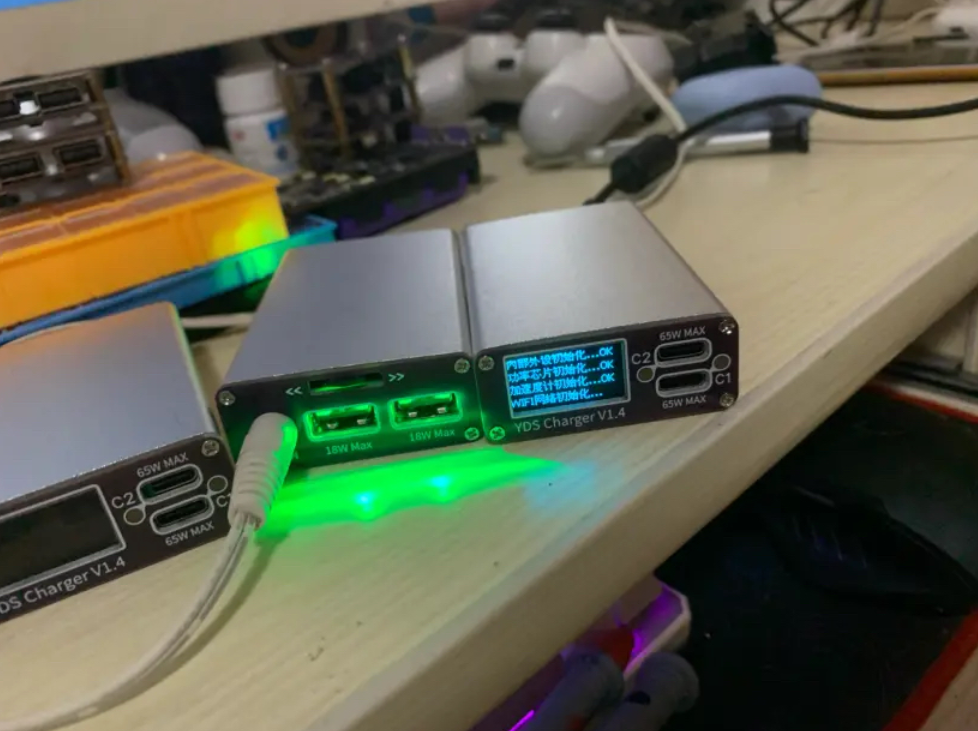 << >>
18W Max
18W Max
内部外设初始化...OK
功率芯片初始化...OK
加速度计初始化...OK
WIFI网络初始化...
65W MAX
C2
C1
65W MAX
YDS Charger V1.4
65W MAX
C2
65W MAX
DS Charger V1.4